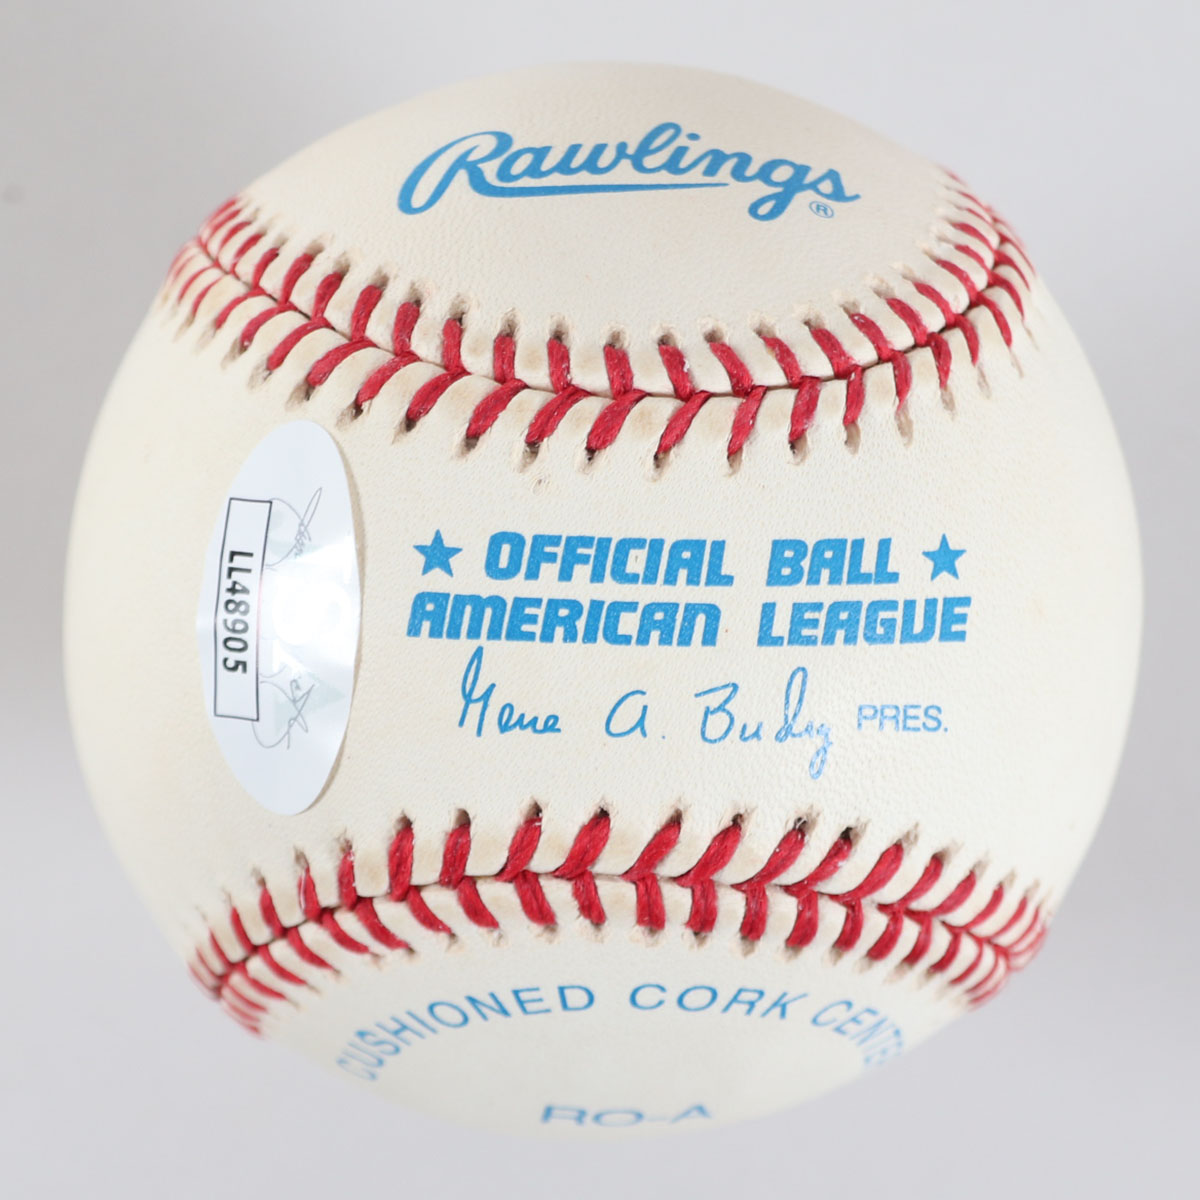 Rawlings®
★ OFFICIAL BALL ★
AMERICAN LEAGUE
Gene A. Budig PRES.
LL48905
CUSHIONED CORK CENTER
RO-A